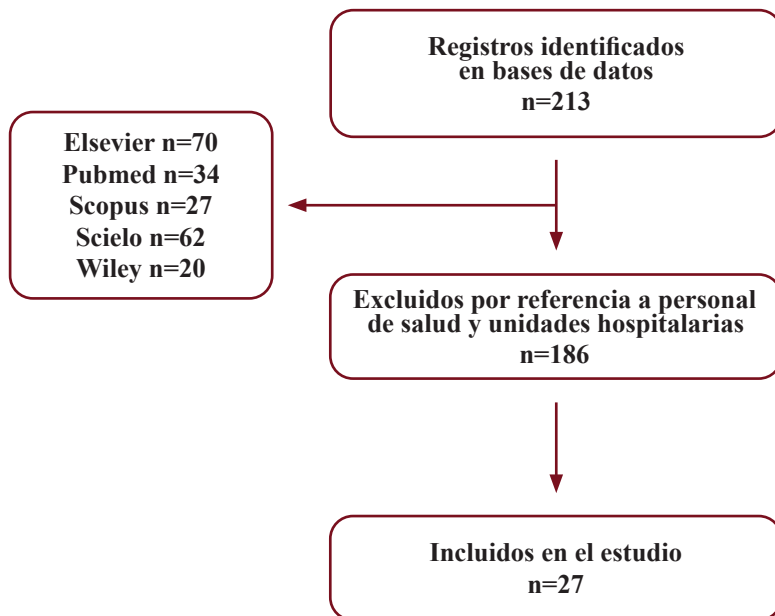 Registros identificados
en bases de datos
n=213
Elsevier n=70
Pubmed n=34
Scopus n=27
Scielo n=62
Wiley n=20
Excluidos por referencia a personal
de salud y unidades hospitalarias
n=186
Incluidos en el estudio
n=27